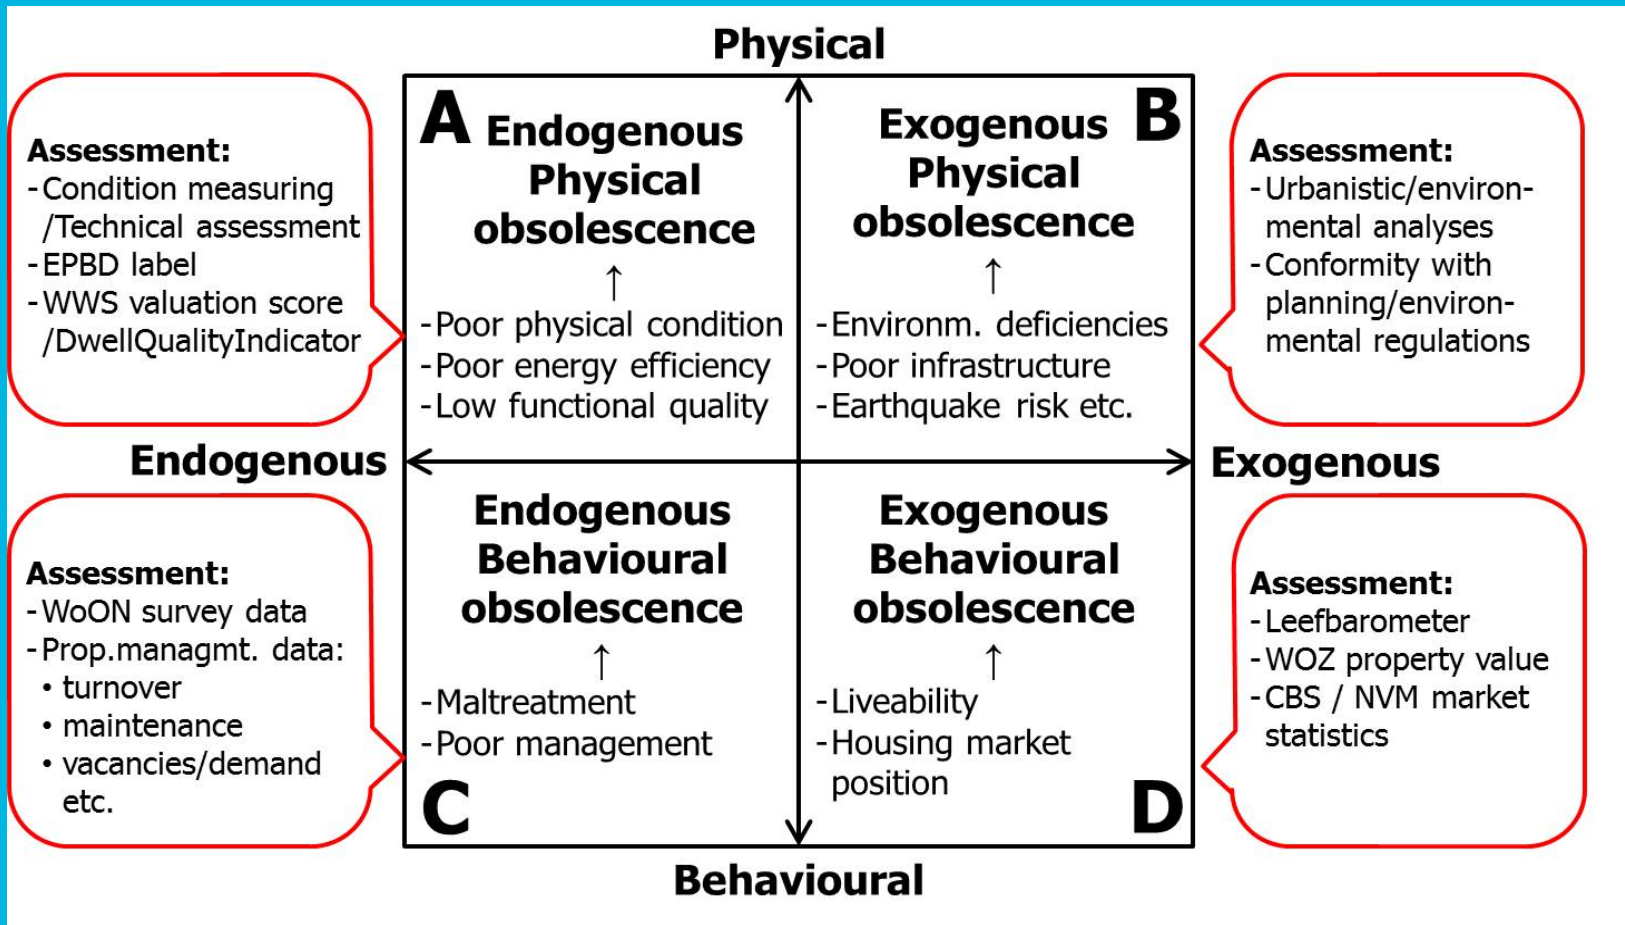 Physical
Assessment:
-Condition measuring
/Technical assessment
-EPBD label
-WWS valuation score
/DwellQualityIndicator
A
Endogenous
Physical
obsolescence
↑
-Poor physical condition
-Poor energy efficiency
-Low functional quality
B
Exogenous
Physical
obsolescence
↑
-Environm. deficiencies
-Poor infrastructure
-Earthquake risk etc.
Assessment:
-Urbanistic/environ-
mental analyses
-Conformity with
planning/environ-
mental regulations
Endogenous
Exogenous
Assessment:
-WoON survey data
-Prop.managmt. data:
• turnover
• maintenance
• vacancies/demand
etc.
Endogenous
Behavioural
obsolescence
↑
-Maltreatment
-Poor management
C
Exogenous
Behavioural
obsolescence
↑
-Liveability
-Housing market
position
D
Assessment:
-Leefbarometer
-WOZ property value
-CBS / NVM market
statistics
Behavioural